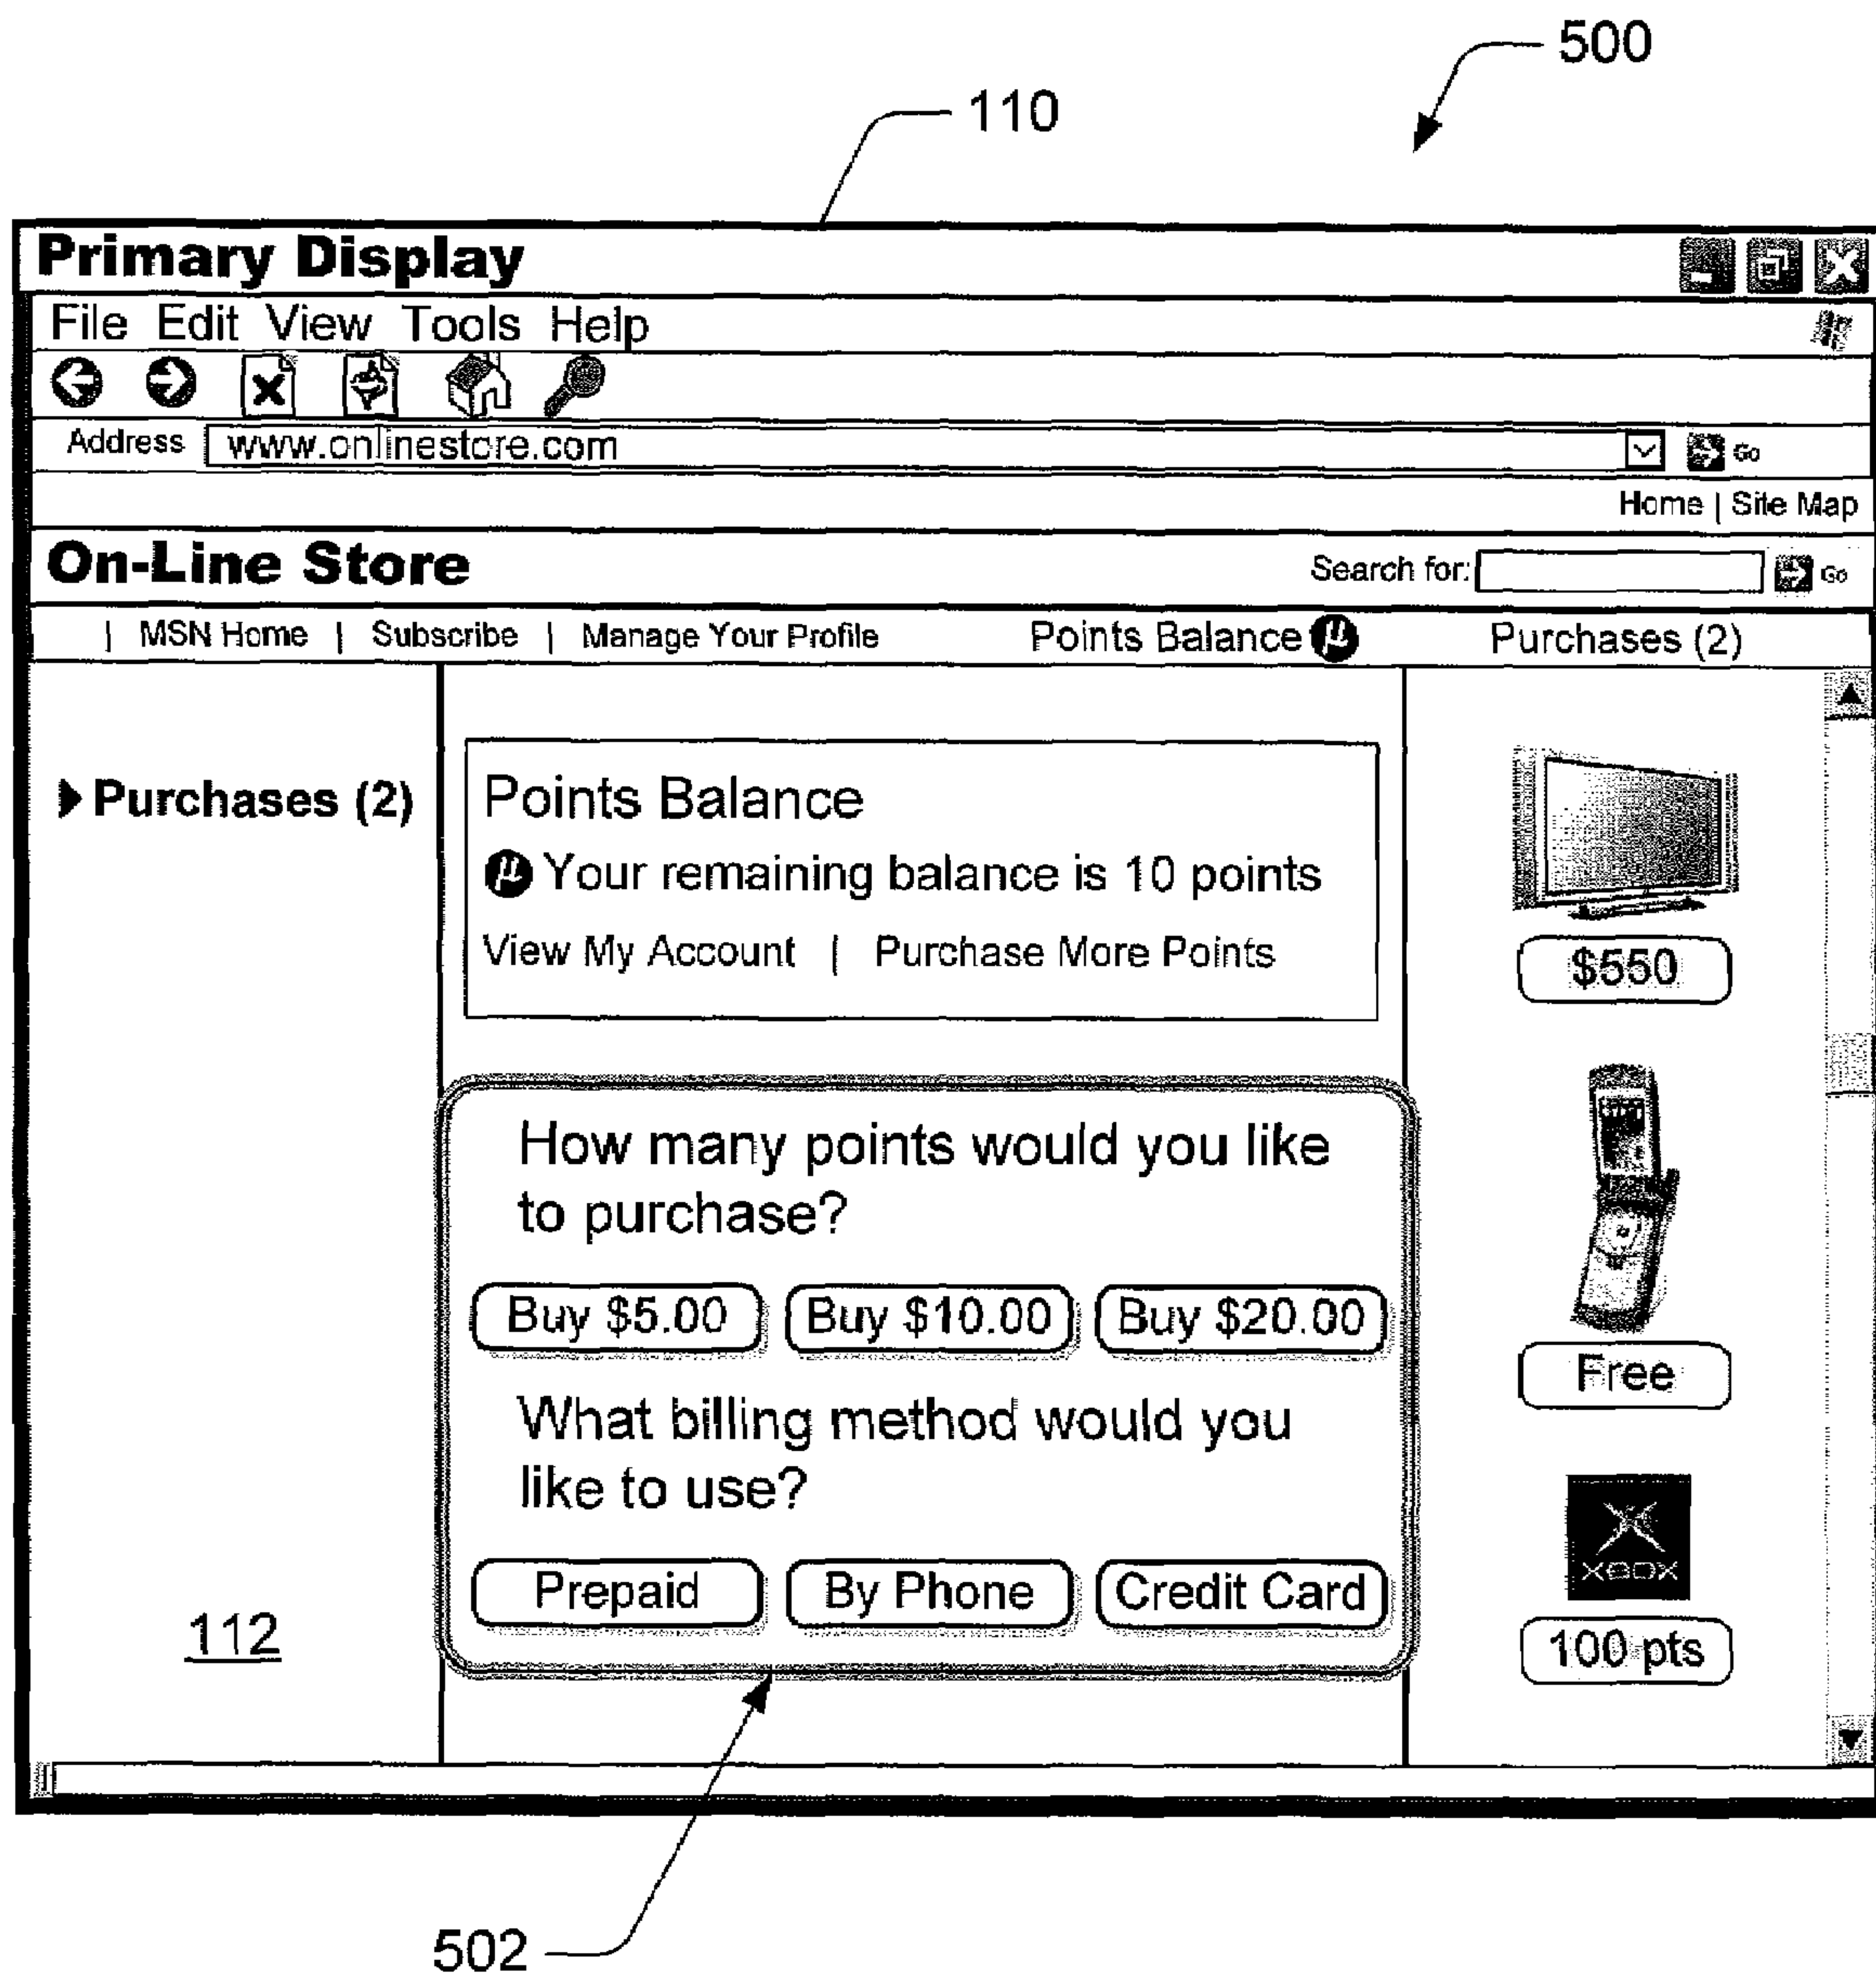 500
110
Primary Display
File Edit View Tools Help
Address www.onlinestore.com Go
Home | Site Map
On-Line Store Search for: Go
| MSN Home | Subscribe | Manage Your Profile Points Balance μ Purchases (2)
▶ Purchases (2)
Points Balance
μ Your remaining balance is 10 points
View My Account | Purchase More Points
$550
How many points would you like
to purchase?
Buy $5.00 Buy $10.00 Buy $20.00
Free
What billing method would you
like to use?
XBOX
Prepaid By Phone Credit Card
100 pts
112
502